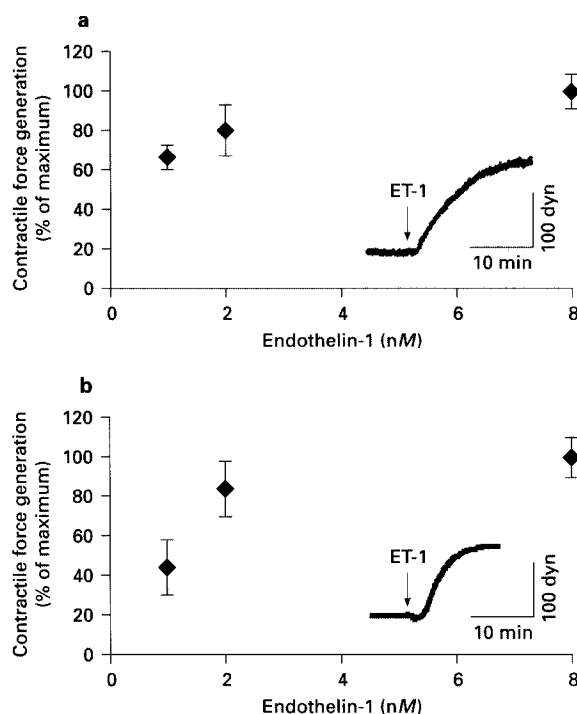 a
Contractile force generation
(% of maximum)
120
100
80
60
40
20
0
ET-1
100 dyn
10 min
0
2
4
6
8
Endothelin-1 (nM)
b
Contractile force generation
(% of maximum)
120
100
80
60
40
20
0
ET-1
100 dyn
10 min
0
2
4
6
8
Endothelin-1 (nM)